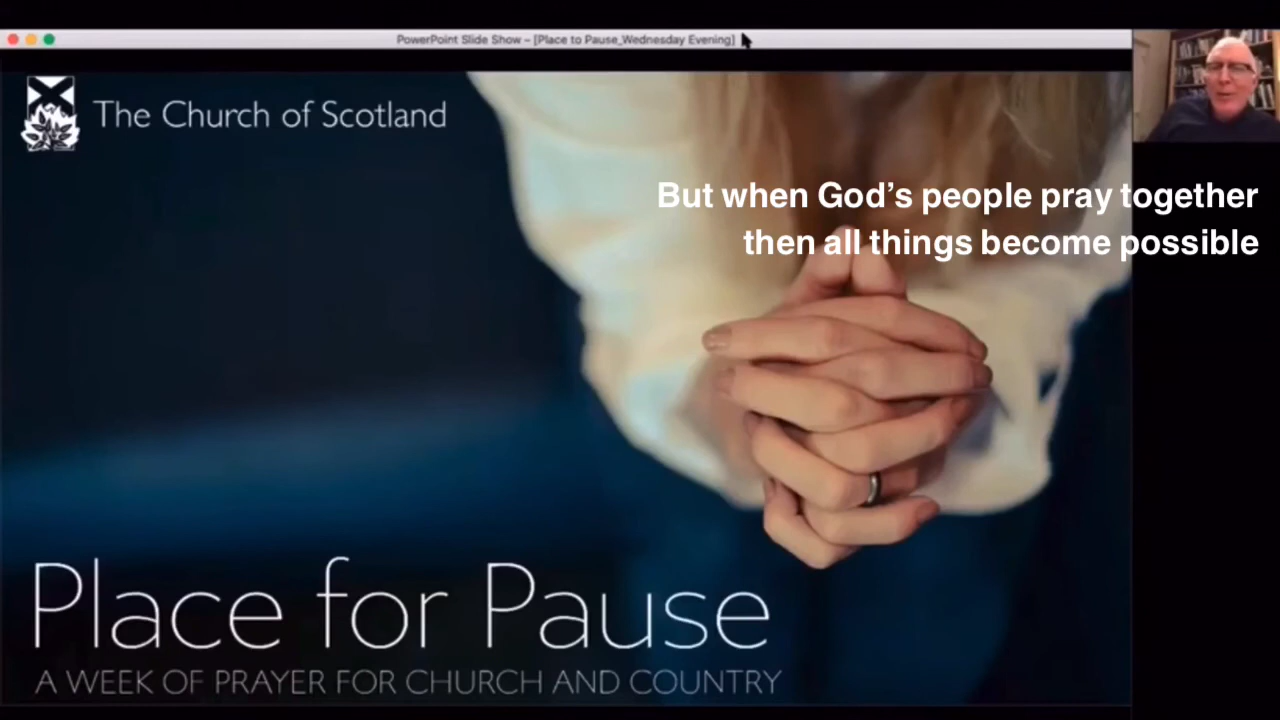 PowerPoint Slide Show – [Place to Pause_Wednesday Evening]
The Church of Scotland
But when God’s people pray together
then all things become possible
Place for Pause
A WEEK OF PRAYER FOR CHURCH AND COUNTRY